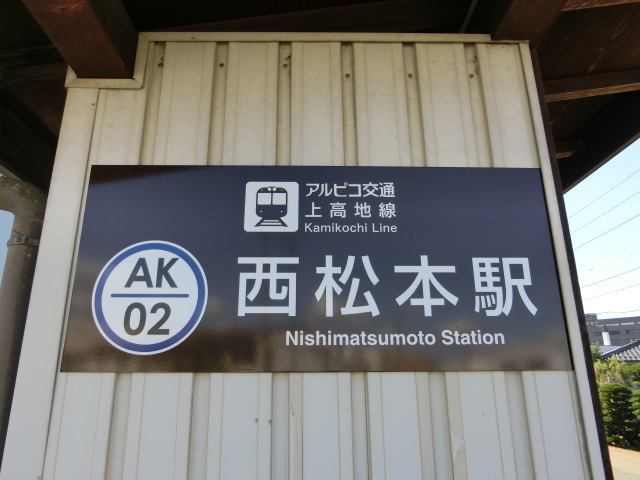 アルピコ交通
上高地線
Kamikochi Line
AK
02
西松本駅
Nishimatsumoto Station